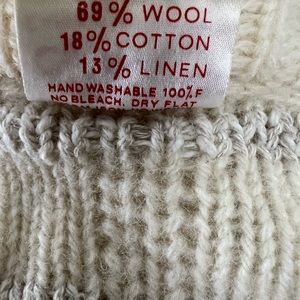 69% WOOL
18% COTTON
13% LINEN
HAND WASHABLE 100°F
NO BLEACH. DRY FLAT